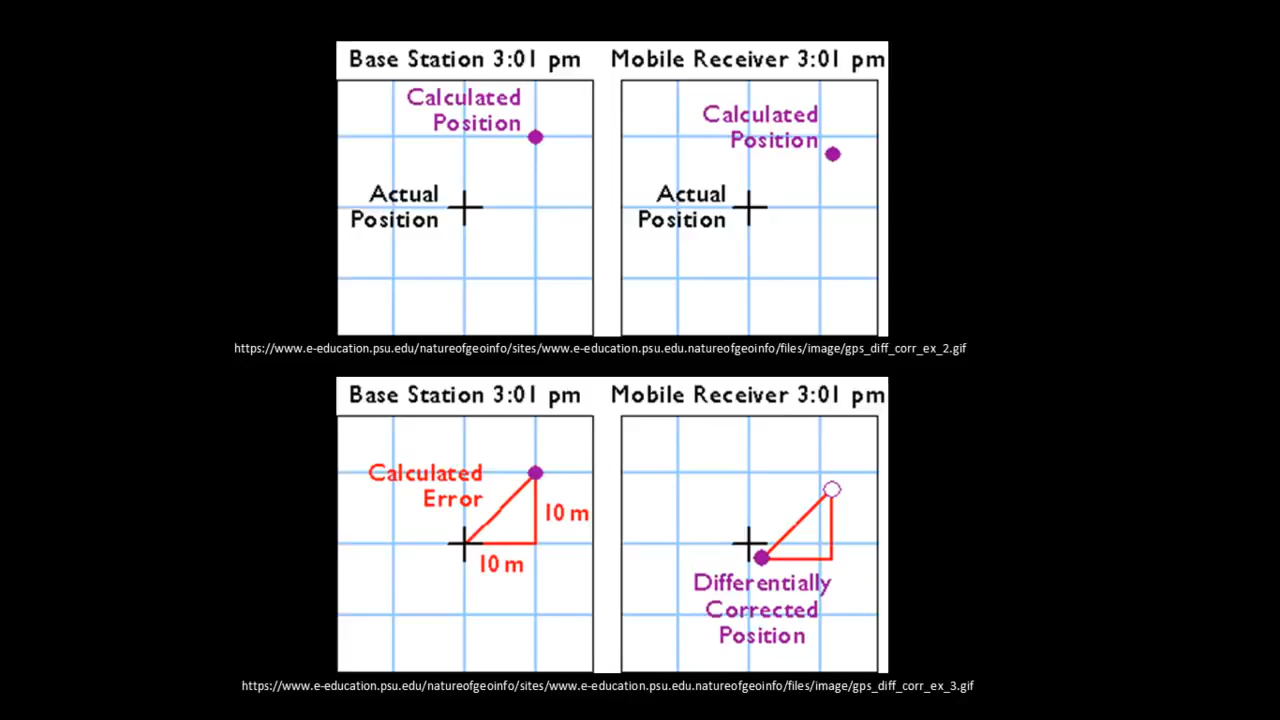 Base Station 3:01 pm
Mobile Receiver 3:01 pm
Calculated
Position
Actual
Position
Calculated
Position
Actual
Position
https://www.e-education.psu.edu/natureofgeoinfo/sites/www.e-education.psu.edu.natureofgeoinfo/files/image/gps_diff_corr_ex_2.gif
Base Station 3:01 pm
Mobile Receiver 3:01 pm
Calculated
Error
10 m
10 m
Differentially
Corrected
Position
https://www.e-education.psu.edu/natureofgeoinfo/sites/www.e-education.psu.edu.natureofgeoinfo/files/image/gps_diff_corr_ex_3.gif